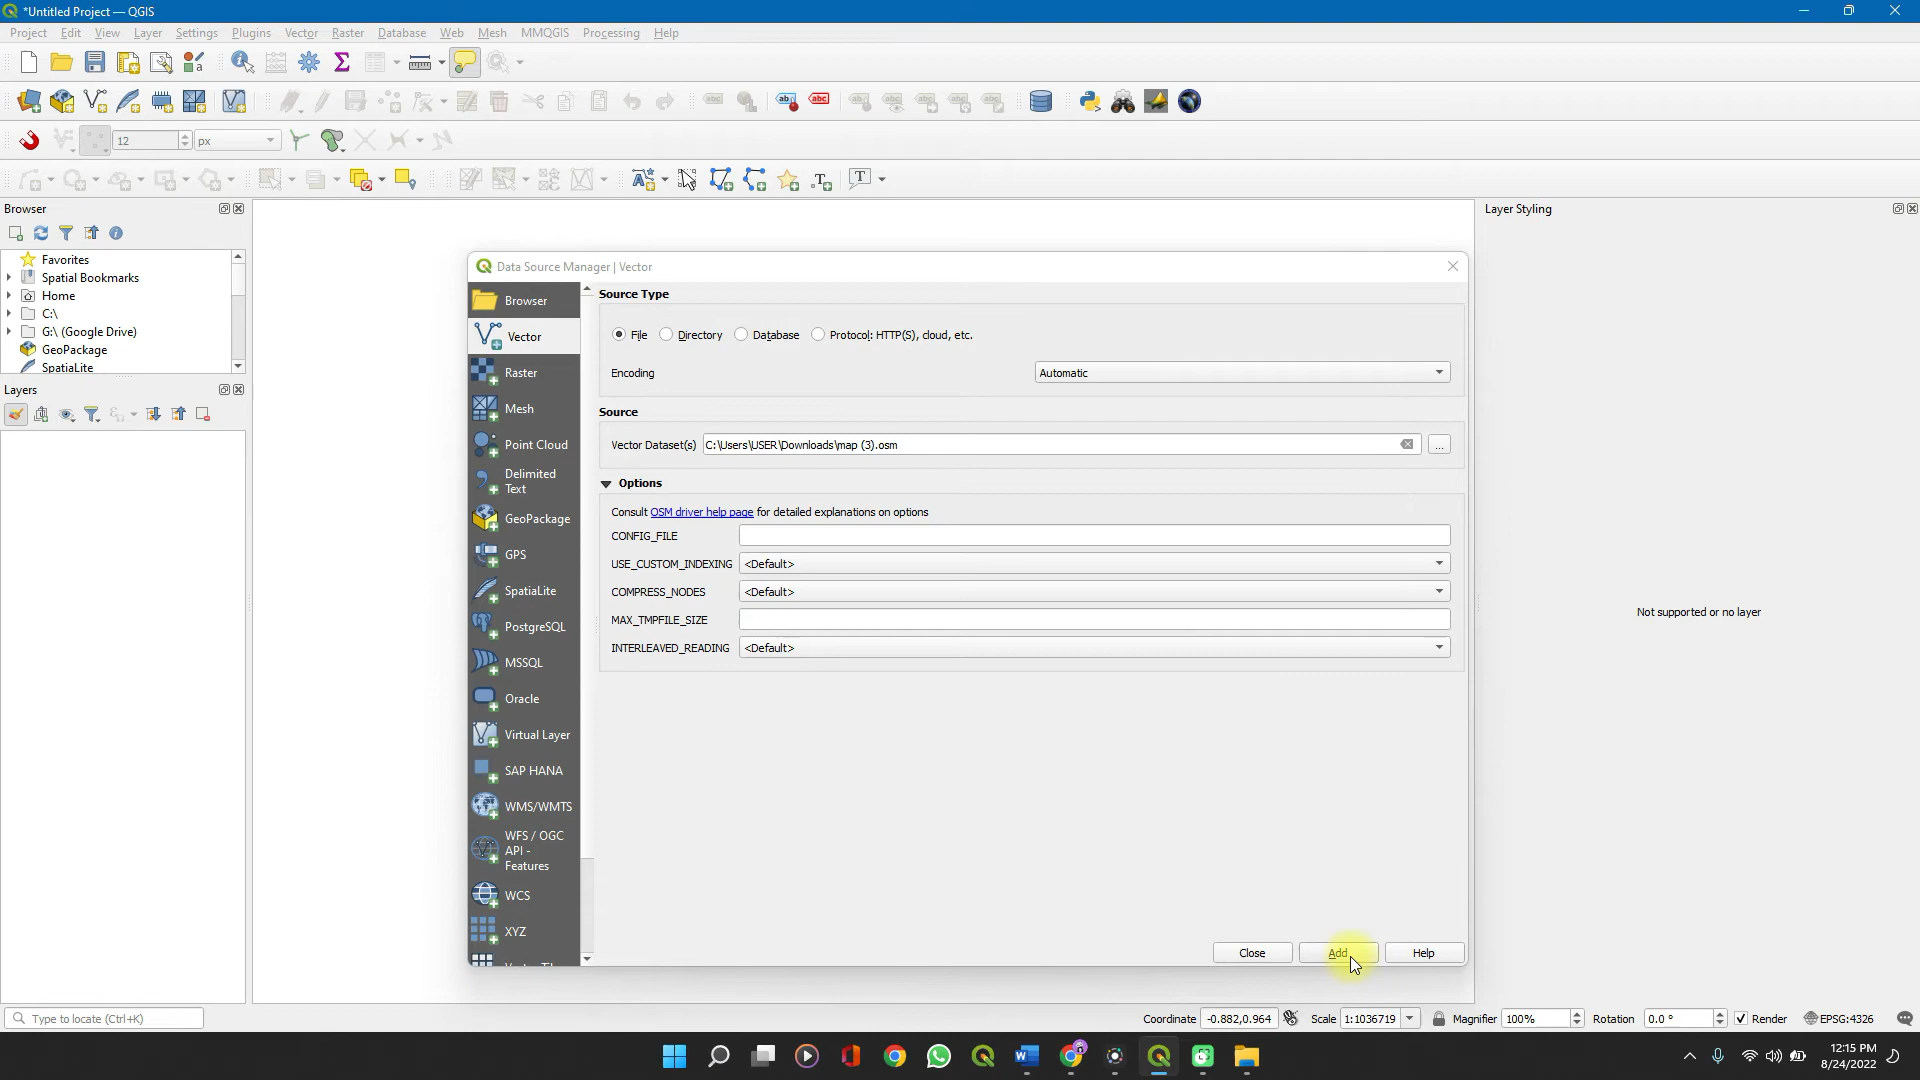 *Untitled Project — QGIS
Project Edit View Layer Settings Plugins Vector Raster Database Web Mesh MMQGIS Processing Help
12 px
Browser
Favorites
Spatial Bookmarks
Home
C:\
G:\ (Google Drive)
GeoPackage
SpatiaLite
Layers
Data Source Manager | Vector
Browser
Vector
Raster
Mesh
Point Cloud
Delimited
Text
GeoPackage
GPS
SpatiaLite
PostgreSQL
MSSQL
Oracle
Virtual Layer
SAP HANA
WMS/WMTS
WFS / OGC
API -
Features
WCS
XYZ
Source Type
File Directory Database Protocol: HTTP(S), cloud, etc.
Encoding Automatic
Source
Vector Dataset(s) C:\Users\USER\Downloads\map (3).osm ...
Options
Consult OSM driver help page for detailed explanations on options
CONFIG_FILE
USE_CUSTOM_INDEXING <Default>
COMPRESS_NODES <Default>
MAX_TMPFILE_SIZE
INTERLEAVED_READING <Default>
Close Add Help
Layer Styling
Not supported or no layer
Type to locate (Ctrl+K)
Coordinate -0.882,0.964 Scale 1:1036719 Magnifier 100% Rotation 0.0 ° Render EPSG:4326
12:15 PM
8/24/2022